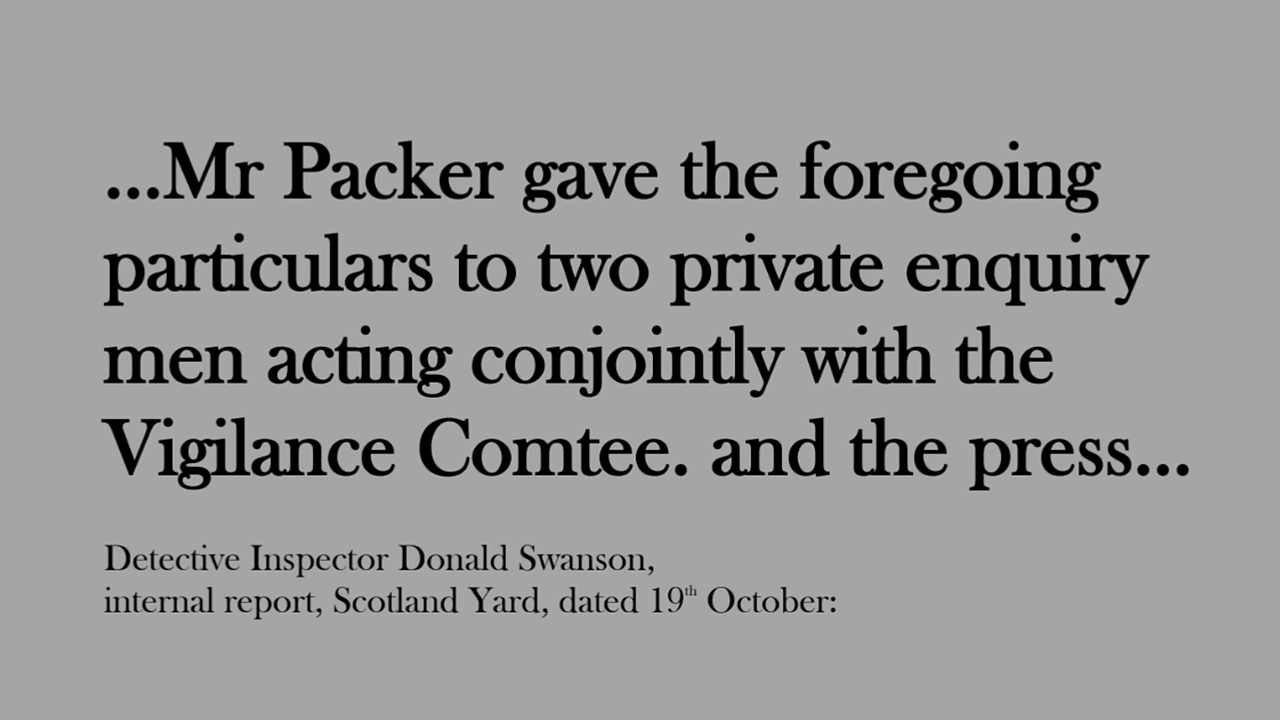 ...Mr Packer gave the foregoing
particulars to two private enquiry
men acting conjointly with the
Vigilance Comtee. and the press...
Detective Inspector Donald Swanson,
internal report, Scotland Yard, dated 19th October: